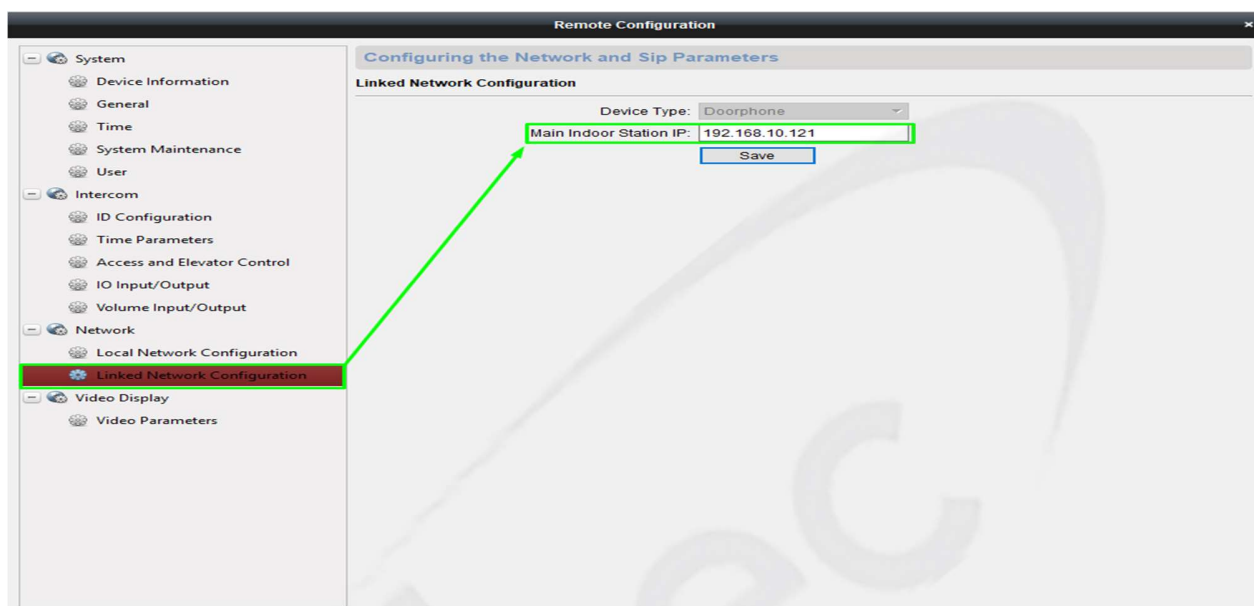 Remote Configuration
System
Device Information
General
Time
System Maintenance
User
Intercom
ID Configuration
Time Parameters
Access and Elevator Control
IO Input/Output
Volume Input/Output
Network
Local Network Configuration
Linked Network Configuration
Video Display
Video Parameters
Configuring the Network and Sip Parameters
Linked Network Configuration
Device Type: Doorphone
Main Indoor Station IP: 192.168.10.121
Save